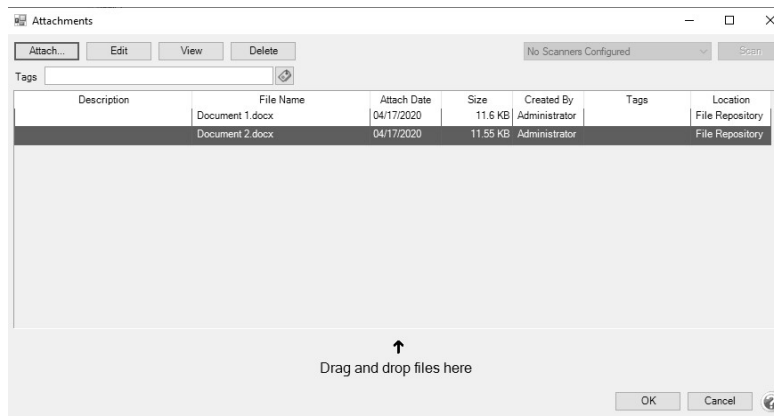 Attachments
Attach... Edit View Delete No Scanners Configured Scan
Tags
Description File Name Attach Date Size Created By Tags Location
Document 1.docx 04/17/2020 11.6 KB Administrator File Repository
Document 2.docx 04/17/2020 11.55 KB Administrator File Repository
Drag and drop files here
OK Cancel